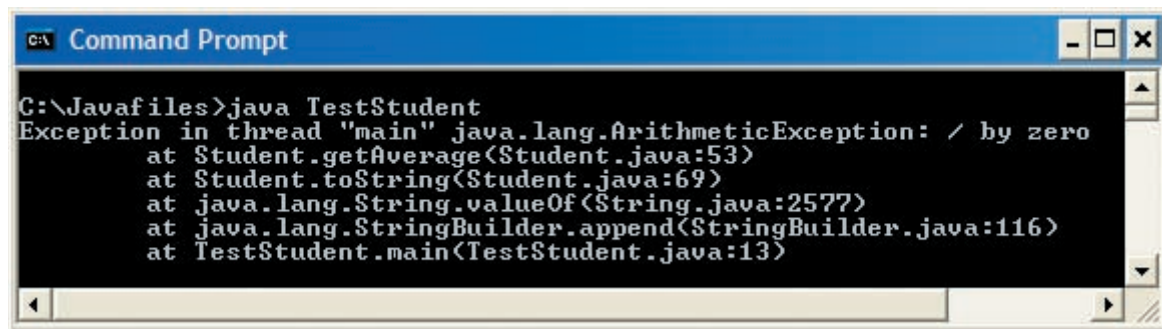 Command Prompt
C:\Javafiles>java TestStudent
Exception in thread "main" java.lang.ArithmeticException: / by zero
at Student.getAverage(Student.java:53)
at Student.toString(Student.java:69)
at java.lang.String.valueOf(String.java:2577)
at java.lang.StringBuilder.append(StringBuilder.java:116)
at TestStudent.main(TestStudent.java:13)